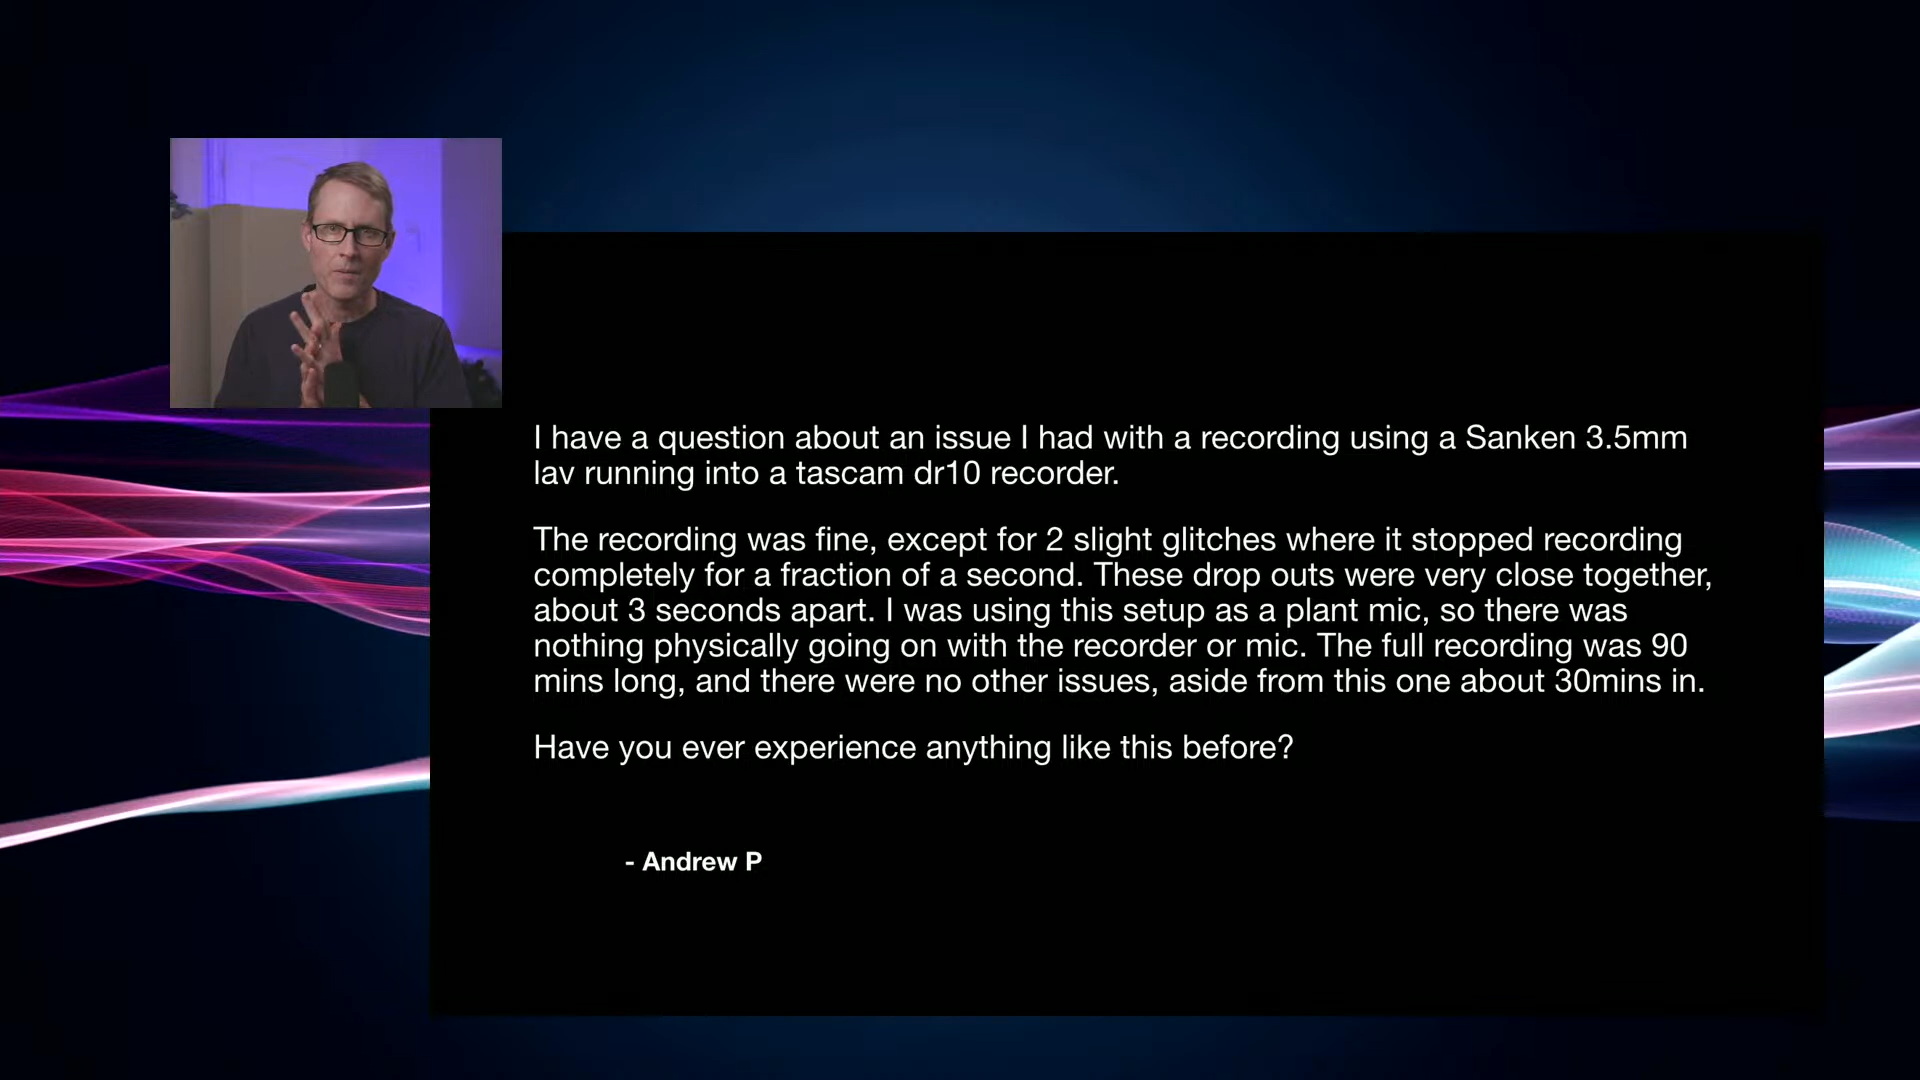 I have a question about an issue I had with a recording using a Sanken 3.5mm
lav running into a tascam dr10 recorder.
The recording was fine, except for 2 slight glitches where it stopped recording
completely for a fraction of a second. These drop outs were very close together,
about 3 seconds apart. I was using this setup as a plant mic, so there was
nothing physically going on with the recorder or mic. The full recording was 90
mins long, and there were no other issues, aside from this one about 30mins in.
Have you ever experience anything like this before?
- Andrew P